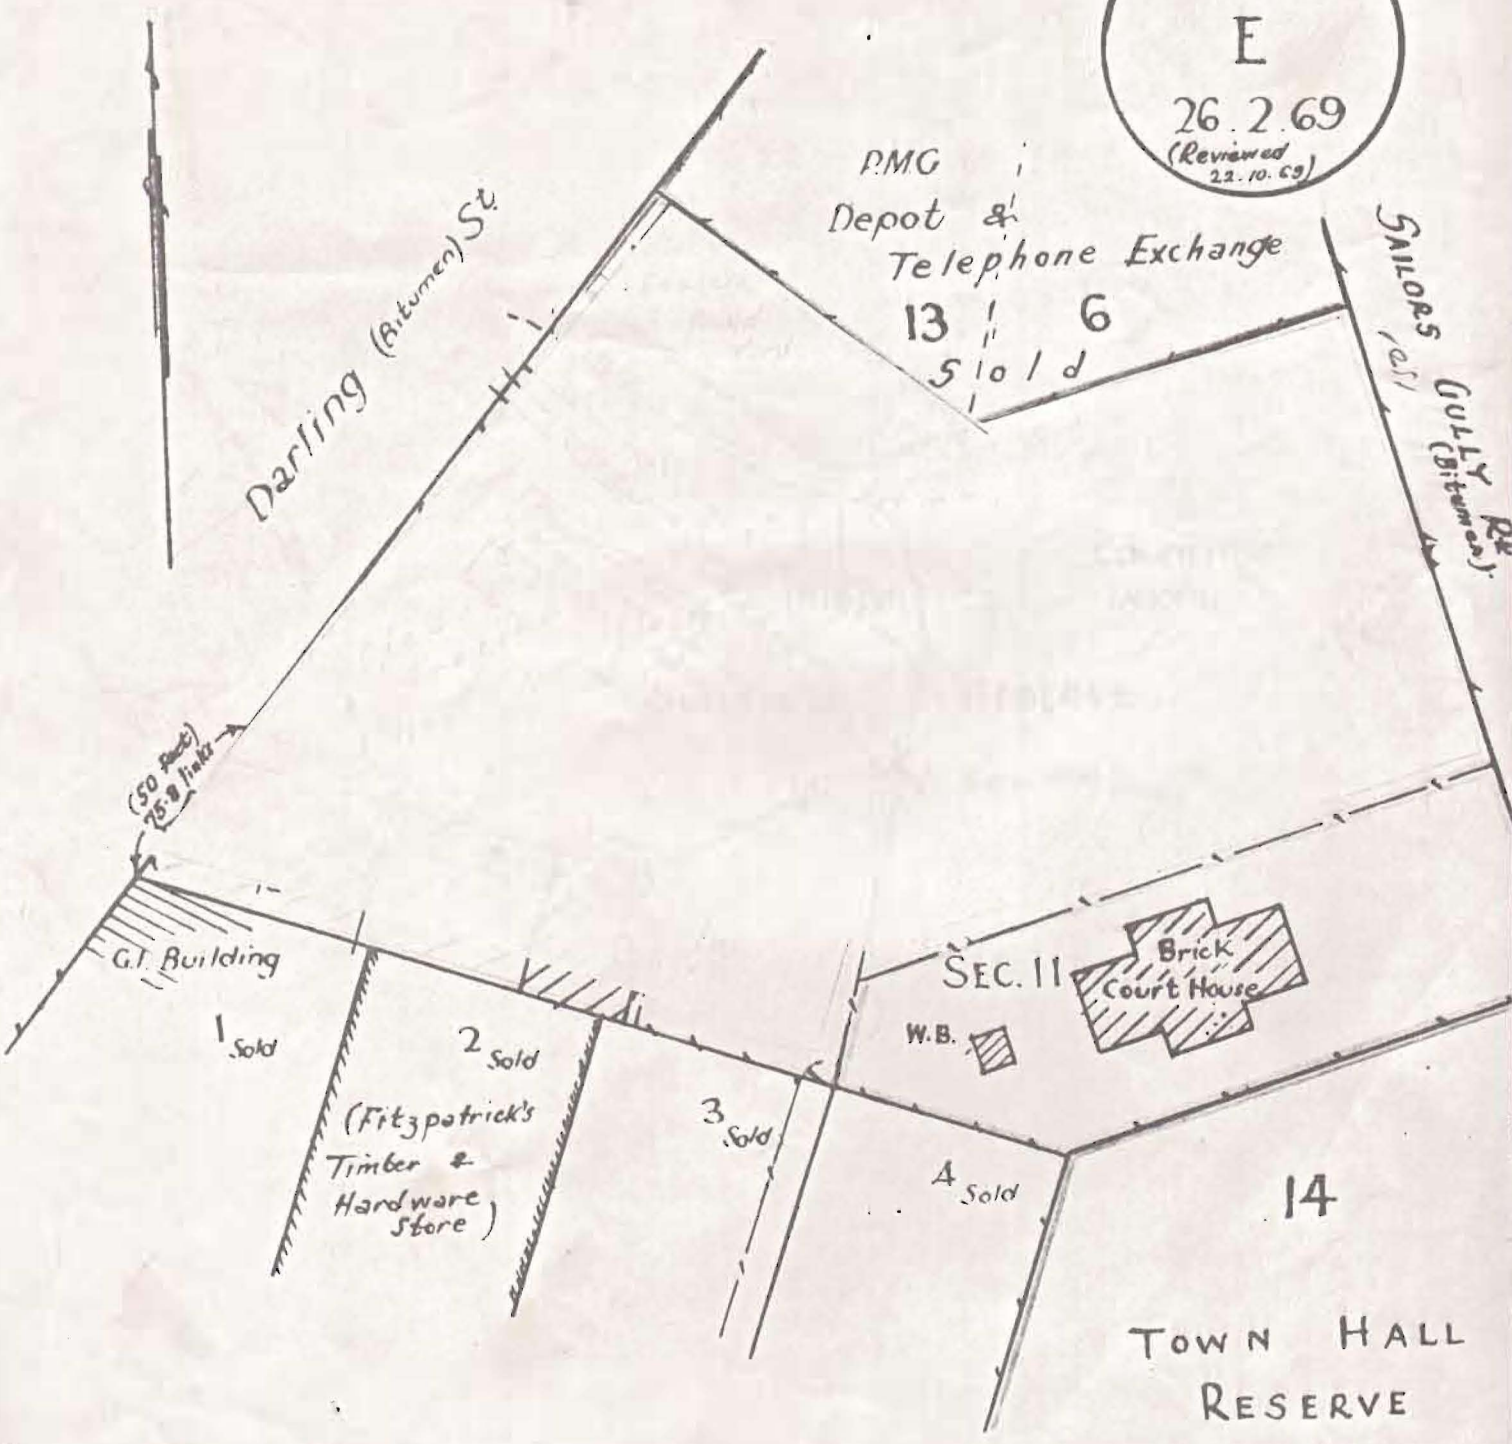 E
26.2.69
(Reviewed
22.10.69)
P.M.G
Depot &
Telephone Exchange
13 6
Sold
SAILORS GULLY Rd
(Bitumen)
Darling (Bitumen) St.
(50 feet)
75.8 links
G.I. Building
1 Sold
2 Sold
(Fitzpatrick's
Timber &
Hardware
Store)
3 Sold
4 Sold
SEC. 11
Brick
Court House
W.B.
14
TOWN HALL
RESERVE